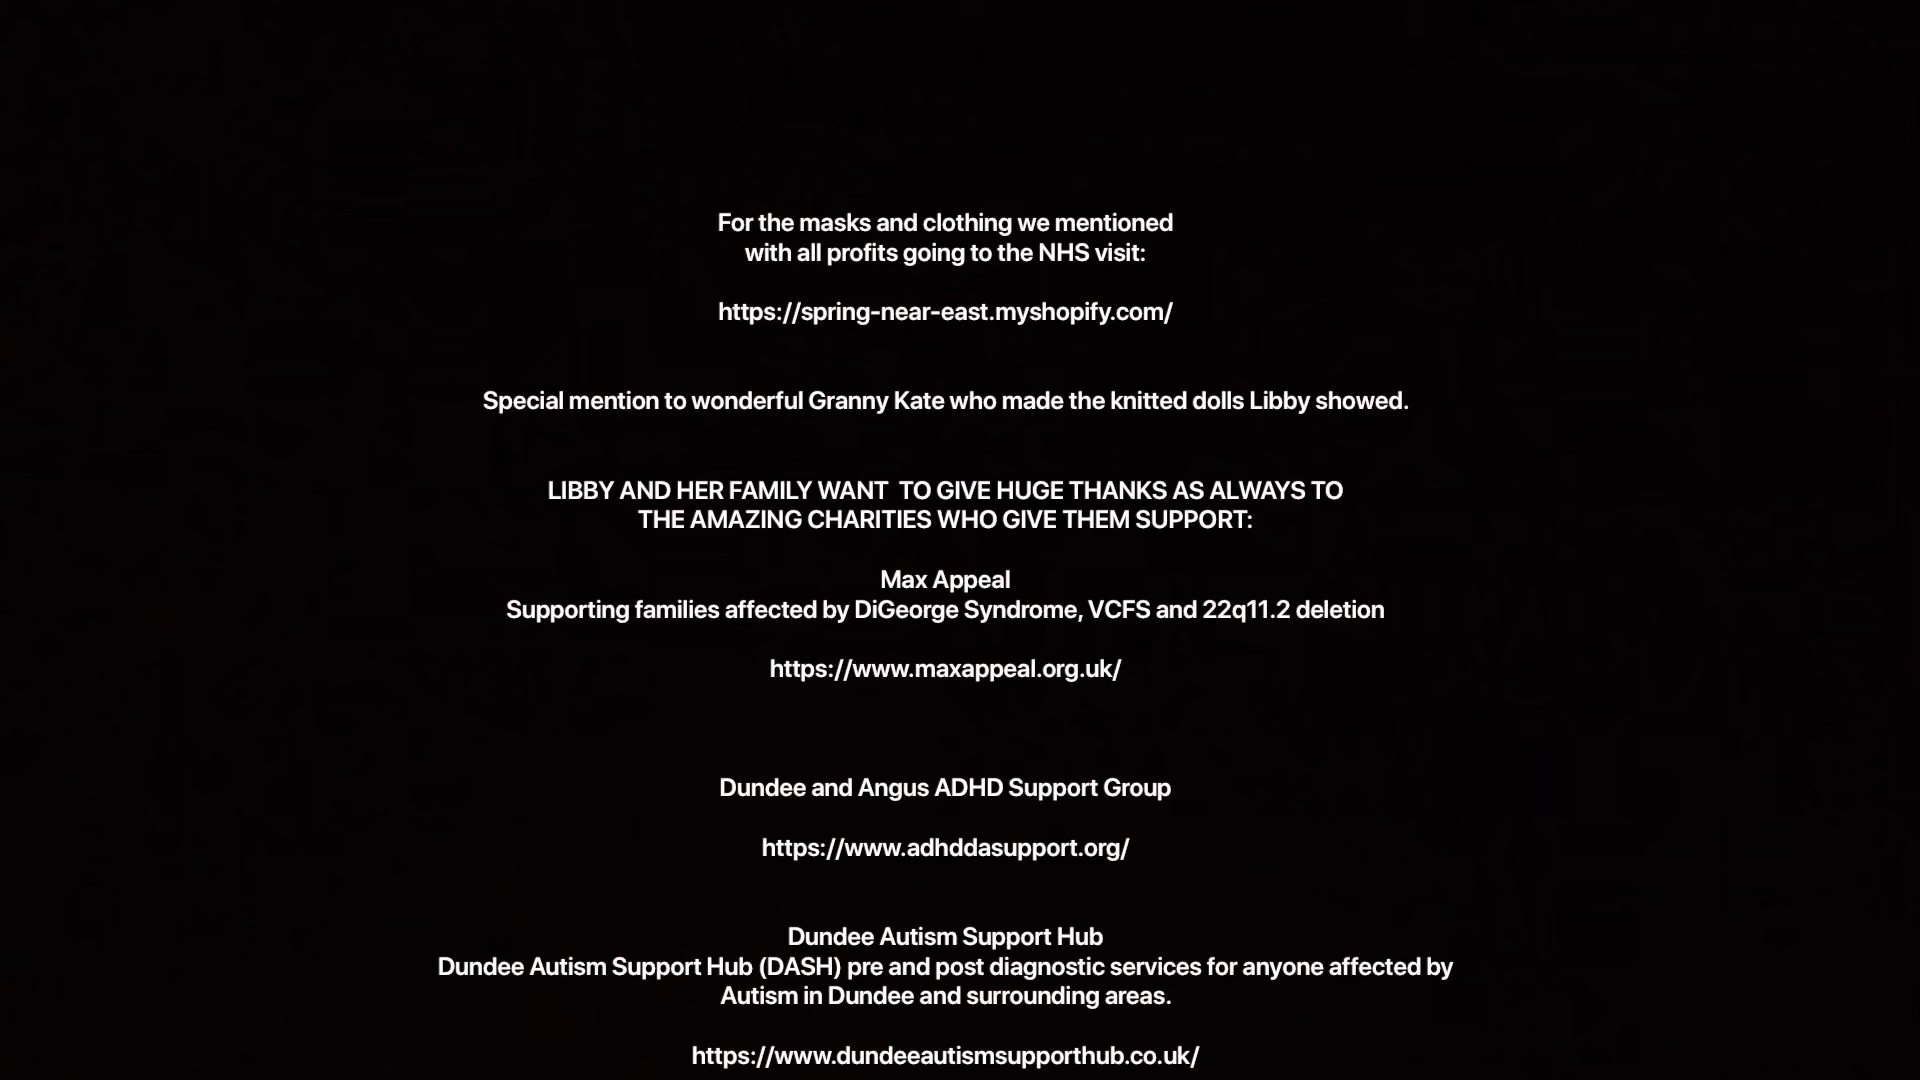 For the masks and clothing we mentioned
with all profits going to the NHS visit:
https://spring-near-east.myshopify.com/
Special mention to wonderful Granny Kate who made the knitted dolls Libby showed.
LIBBY AND HER FAMILY WANT  TO GIVE HUGE THANKS AS ALWAYS TO
THE AMAZING CHARITIES WHO GIVE THEM SUPPORT:
Max Appeal
Supporting families affected by DiGeorge Syndrome, VCFS and 22q11.2 deletion
https://www.maxappeal.org.uk/
Dundee and Angus ADHD Support Group
https://www.adhddasupport.org/
Dundee Autism Support Hub
Dundee Autism Support Hub (DASH) pre and post diagnostic services for anyone affected by
Autism in Dundee and surrounding areas.
https://www.dundeeautismsupporthub.co.uk/